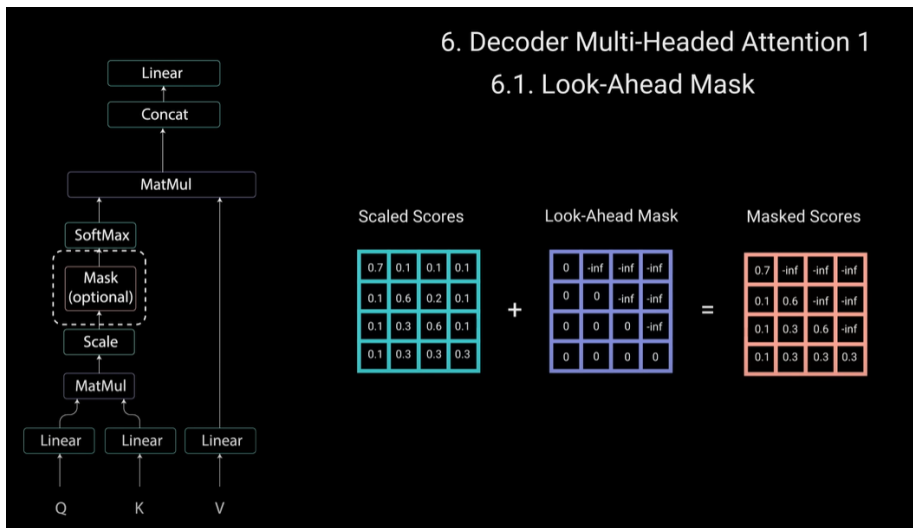 6. Decoder Multi-Headed Attention 1
6.1. Look-Ahead Mask
Linear
Concat
MatMul
SoftMax
Mask
(optional)
Scale
MatMul
Linear Linear Linear
Q K V
Scaled Scores
0.7 0.1 0.1 0.1
0.1 0.6 0.2 0.1
0.1 0.3 0.6 0.1
0.1 0.3 0.3 0.3
+
Look-Ahead Mask
0 -inf -inf -inf
0 0 -inf -inf
0 0 0 -inf
0 0 0 0
=
Masked Scores
0.7 -inf -inf -inf
0.1 0.6 -inf -inf
0.1 0.3 0.6 -inf
0.1 0.3 0.3 0.3